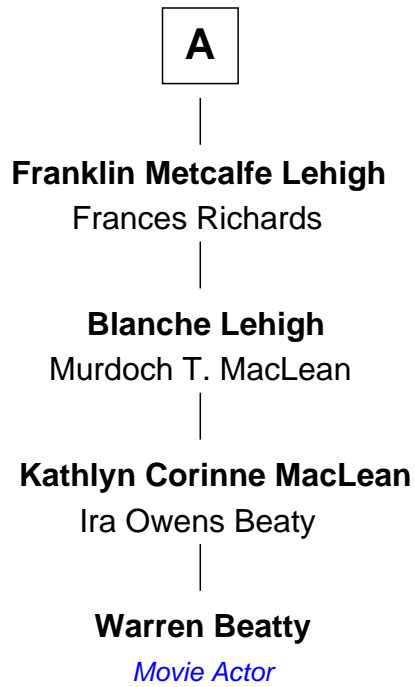 A
Franklin Metcalfe Lehigh
Frances Richards
Blanche Lehigh
Murdoch T. MacLean
Kathlyn Corinne MacLean
Ira Owens Beaty
Warren Beatty
Movie Actor